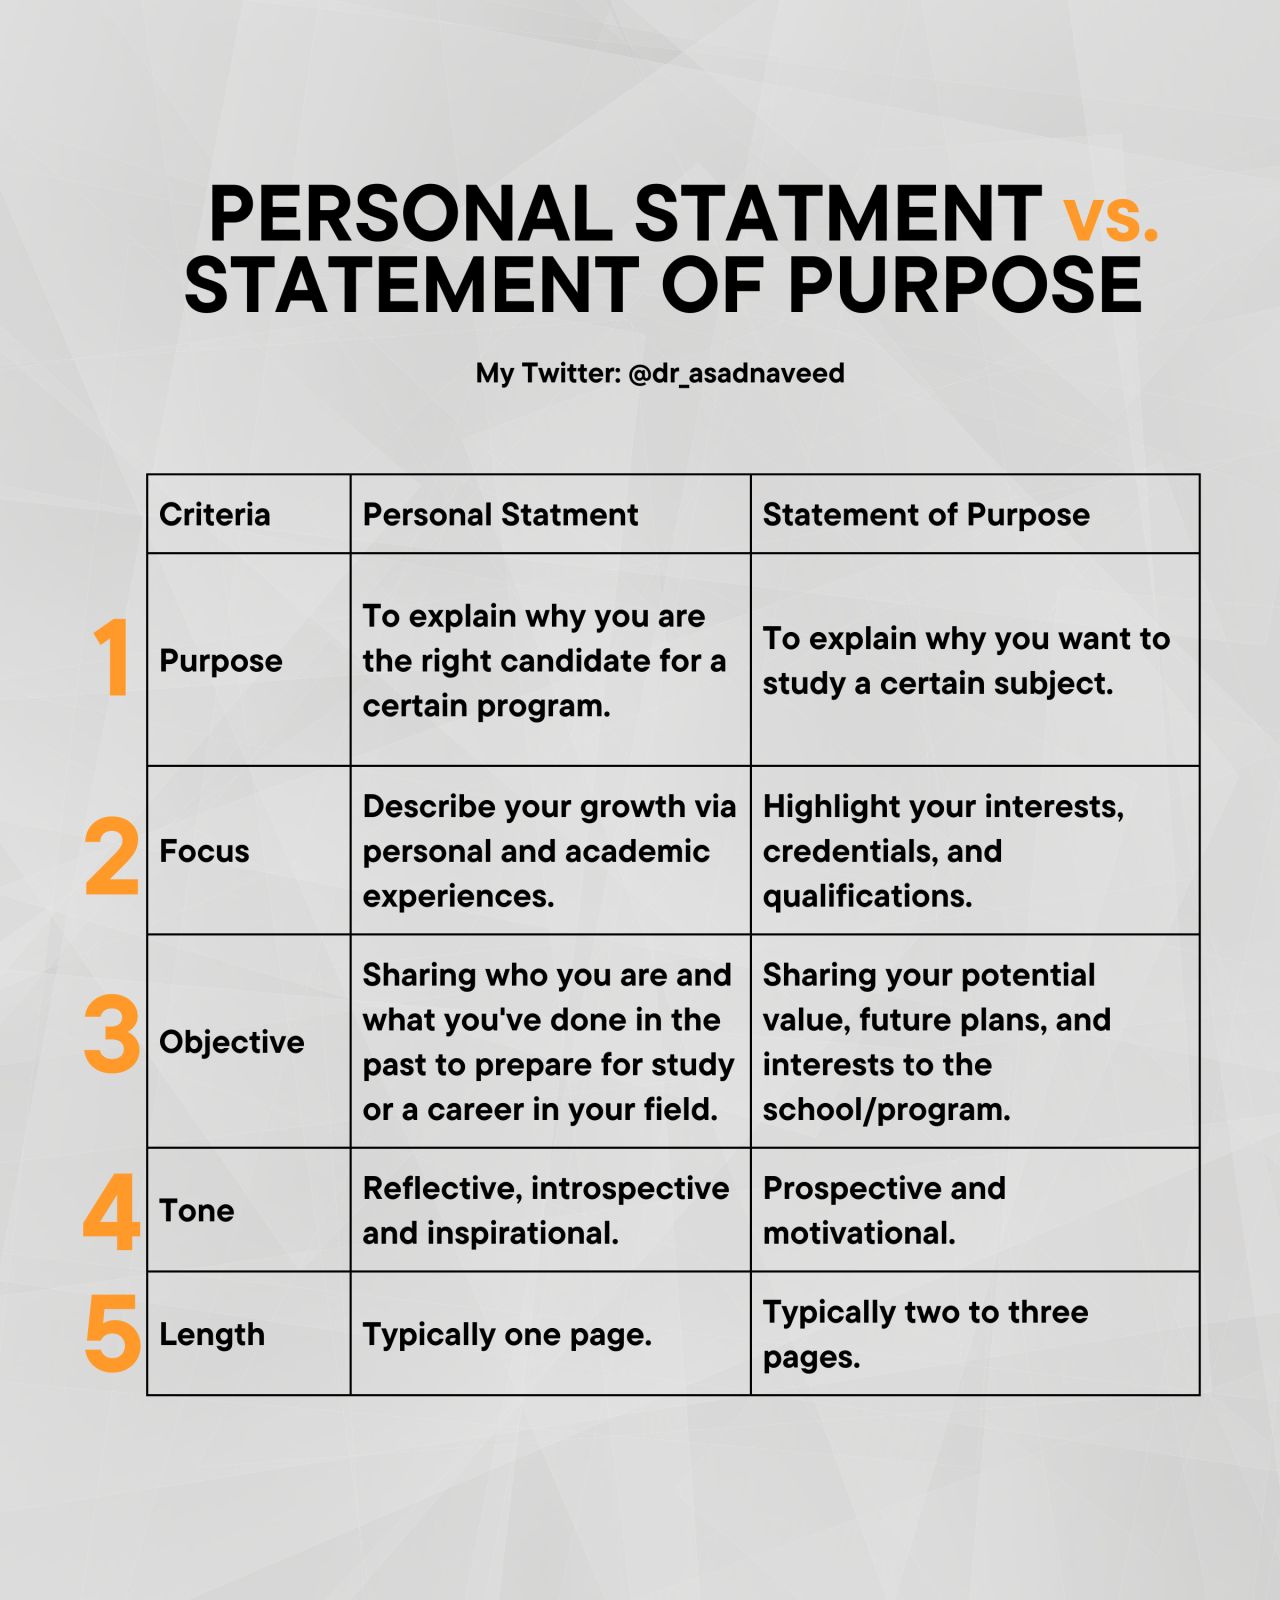 PERSONAL STATMENT vs.
STATEMENT OF PURPOSE
My Twitter: @dr_asadnaveed
Criteria
Personal Statment
Statement of Purpose
1
Purpose
To explain why you are
the right candidate for a
certain program.
To explain why you want to
study a certain subject.
2
Focus
Describe your growth via
personal and academic
experiences.
Highlight your interests,
credentials, and
qualifications.
3
Objective
Sharing who you are and
what you've done in the
past to prepare for study
or a career in your field.
Sharing your potential
value, future plans, and
interests to the
school/program.
4
Tone
Reflective, introspective
and inspirational.
Prospective and
motivational.
5
Length
Typically one page.
Typically two to three
pages.